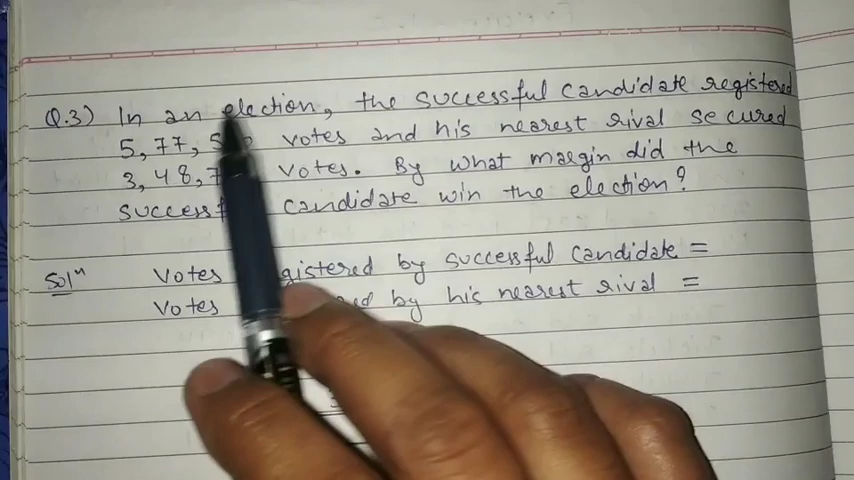 Q.3) In an election, the successful candidate registered
5,77, votes and his nearest rival secured
3,48, votes. By what margin did the
candidate win the election?
Solⁿ Votes by successful candidate =
Votes by his nearest rival =